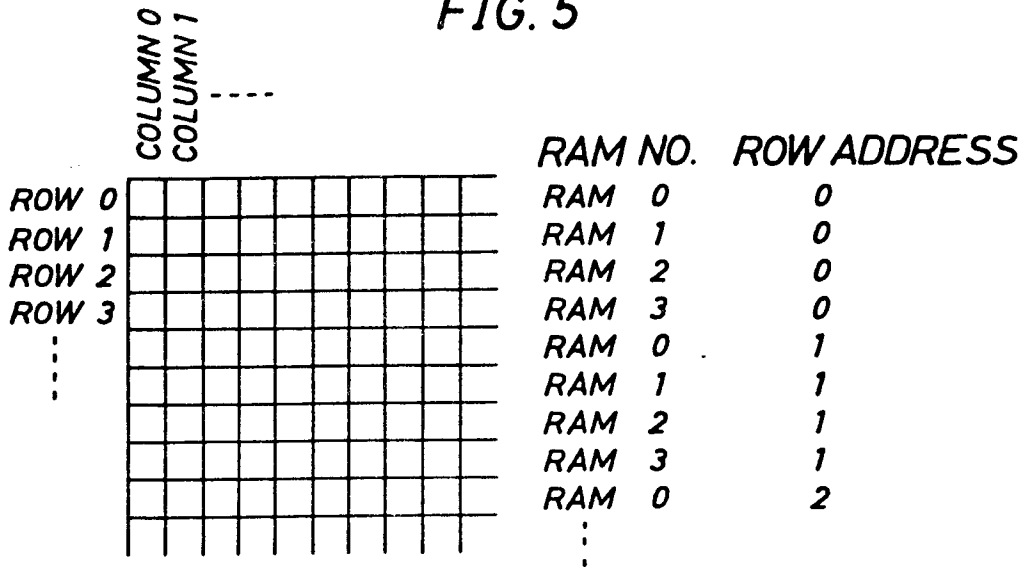 FIG. 5
COLUMN 0
COLUMN 1
RAM NO. ROW ADDRESS
ROW 0 RAM 0 0
ROW 1 RAM 1 0
ROW 2 RAM 2 0
ROW 3 RAM 3 0
RAM 0 1
RAM 1 1
RAM 2 1
RAM 3 1
RAM 0 2